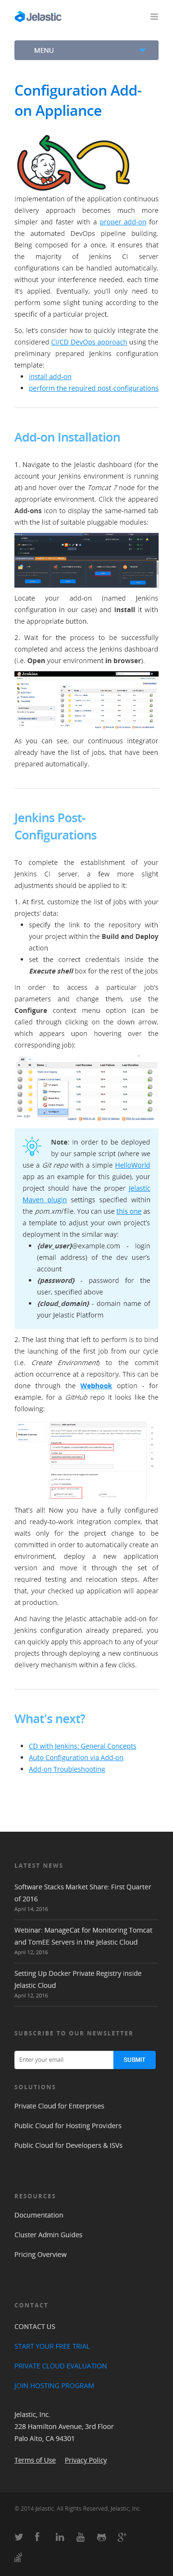 Jelastic
MENU
Configuration Add-
on Appliance
Implementation of the application continuous
delivery approach becomes much more
simpler and faster with a proper add-on for
the automated DevOps pipeline building.
Being composed for a once, it ensures that
the majority of Jenkins CI server
configurations can be handled automatically,
without your interference need, each time
it's applied. Eventually, you'll only need to
perform some slight tuning according to the
specific of a particular project.
So, let's consider how to quickly integrate the
considered CI/CD DevOps approach using the
preliminary prepared Jenkins configuration
template:
install add-on
perform the required post-configurations
Add-on Installation
1. Navigate to the Jelastic dashboard (for the
account your Jenkins environment is running
at) and hover over the Tomcat 7 node for the
appropriate environment. Click the appeared
Add-ons icon to display the same-named tab
with the list of suitable pluggable modules:
Locate your add-on (named Jenkins
configuration in our case) and Install it with
the appropriate button.
2. Wait for the process to be successfully
completed and access the Jenkins dashboard
(i.e. Open your environment in browser).
Jenkins
As you can see, our continuous integrator
already have the list of jobs, that have been
prepared automatically.
Jenkins Post-
Configurations
To complete the establishment of your
Jenkins CI server, a few more slight
adjustments should be applied to it:
1. At first, customize the list of jobs with your
projects' data:
specify the link to the repository with
your project within the Build and Deploy
action
set the correct credentials inside the
Execute shell box for the rest of the jobs
In order to access a particular job's
parameters and change them, use the
Configure context menu option (can be
called through clicking on the down arrow,
which appears upon hovering over the
corresponding job):
Note: in order to be deployed
by our sample script (where we
use a Git repo with a simple HelloWorld
app as an example for this guide), your
project should have the proper Jelastic
Maven plugin settings specified within
the pom.xml file. You can use this one as
a template to adjust your own project's
deployment in the similar way:
{dev_user}@example.com - login
(email address) of the dev user's
account
{password} - password for the
user, specified above
{cloud_domain} - domain name of
your Jelastic Platform
2. The last thing that left to perform is to bind
the launching of the first job from our cycle
(i.e. Create Environment) to the certain
action occurrence at your repository. This can
be done through the Webhook option - for
example, for a GitHub repo it looks like the
following:
That's all! Now you have a fully configured
and ready-to-work integration complex, that
waits only for the project change to be
committed in order to automatically create an
environment, deploy a new application
version and move it through the set of
required testing and relocation steps. After
that, your checked up application will appear
at production.
And having the Jelastic attachable add-on for
Jenkins configuration already prepared, you
can quickly apply this approach to any of your
projects through deploying a new continuous
delivery mechanism within a few clicks.
What's next?
CD with Jenkins: General Concepts
Auto Configuration via Add-on
Add-on Troubleshooting
LATEST NEWS
Software Stacks Market Share: First Quarter
of 2016
April 14, 2016
Webinar: ManageCat for Monitoring Tomcat
and TomEE Servers in the Jelastic Cloud
April 12, 2016
Setting Up Docker Private Registry inside
Jelastic Cloud
April 12, 2016
SUBSCRIBE TO OUR NEWSLETTER
Enter your email
SUBMIT
SOLUTIONS
Private Cloud for Enterprises
Public Cloud for Hosting Providers
Public Cloud for Developers & ISVs
RESOURCES
Documentation
Cluster Admin Guides
Pricing Overview
CONTACT
CONTACT US
START YOUR FREE TRIAL
PRIVATE CLOUD EVALUATION
JOIN HOSTING PROGRAM
Jelastic, Inc.
228 Hamilton Avenue, 3rd Floor
Palo Alto, CA 94301
Terms of Use Privacy Policy
© 2014 Jelastic. All Rights Reserved, Jelastic, Inc.